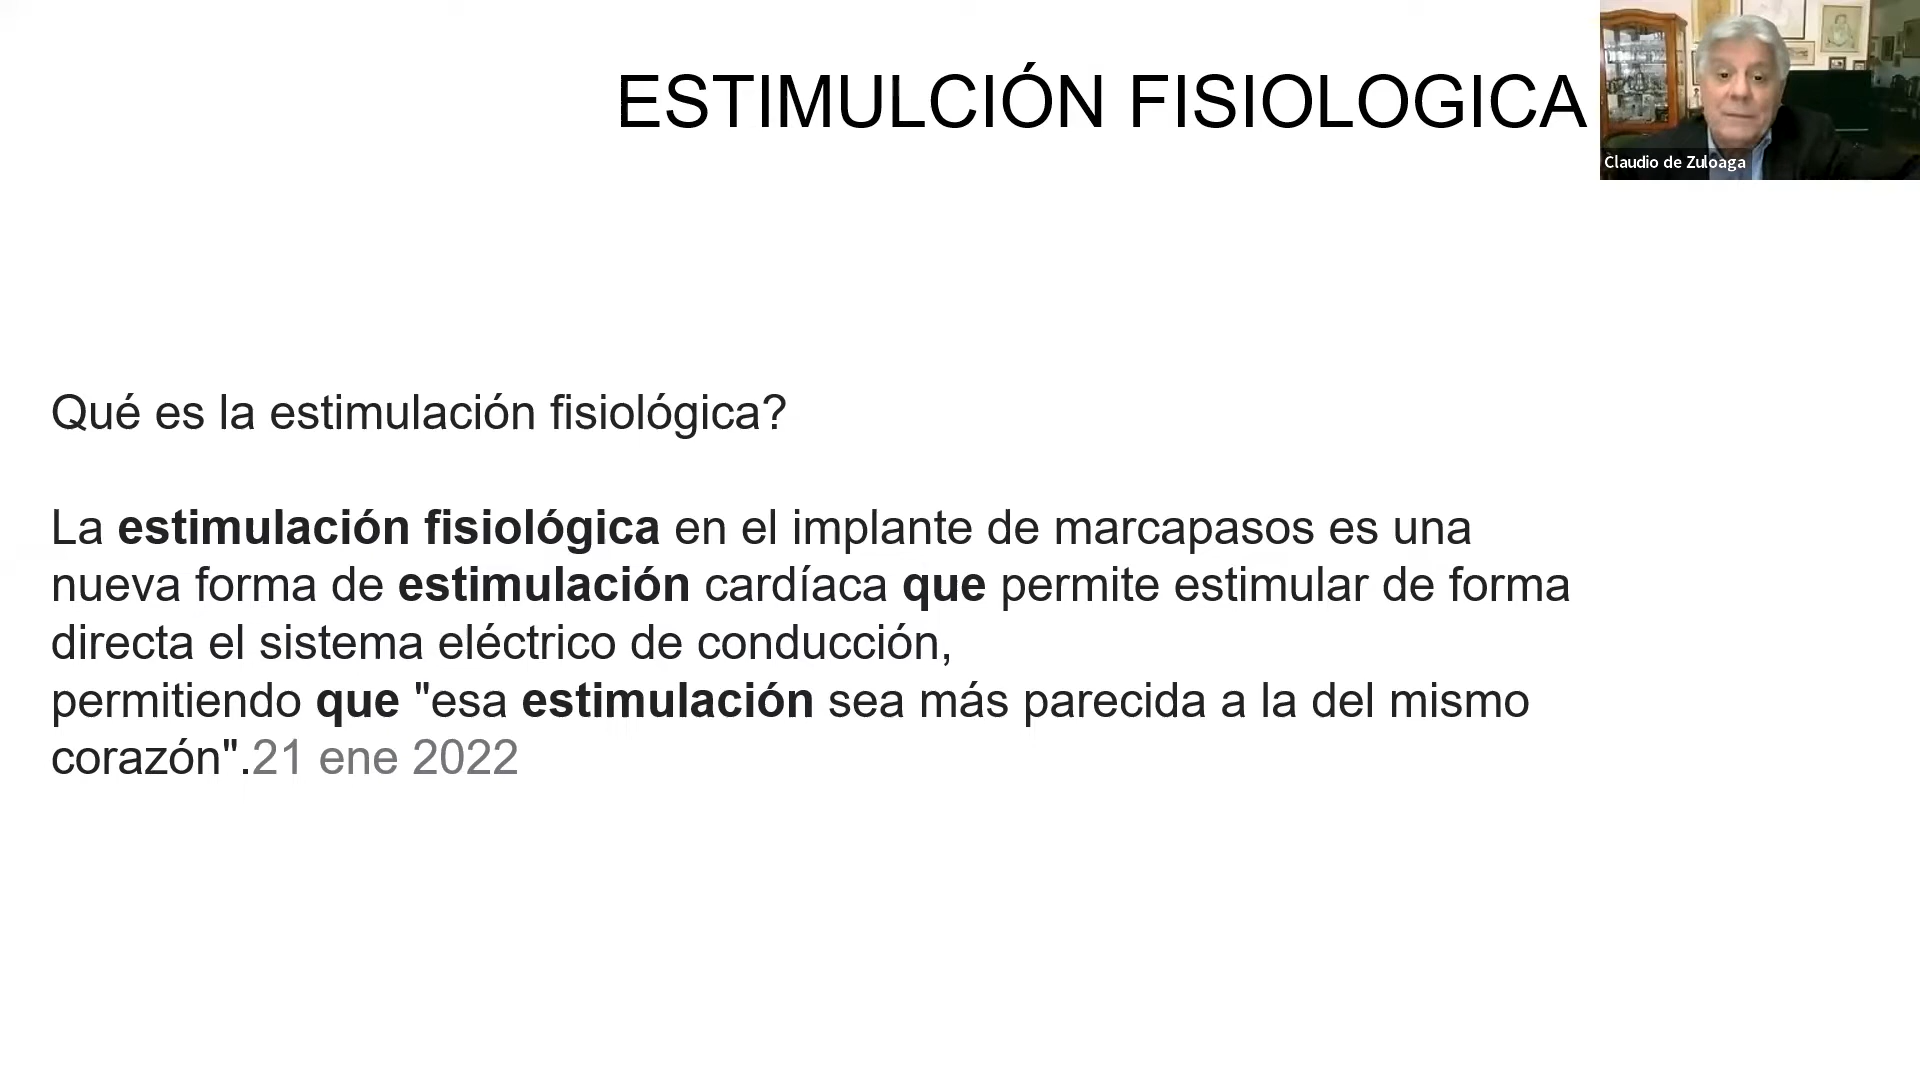 ESTIMULCIÓN FISIOLOGICA
Claudio de Zuloaga
Qué es la estimulación fisiológica?
La estimulación fisiológica en el implante de marcapasos es una
nueva forma de estimulación cardíaca que permite estimular de forma
directa el sistema eléctrico de conducción,
permitiendo que "esa estimulación sea más parecida a la del mismo
corazón".21 ene 2022